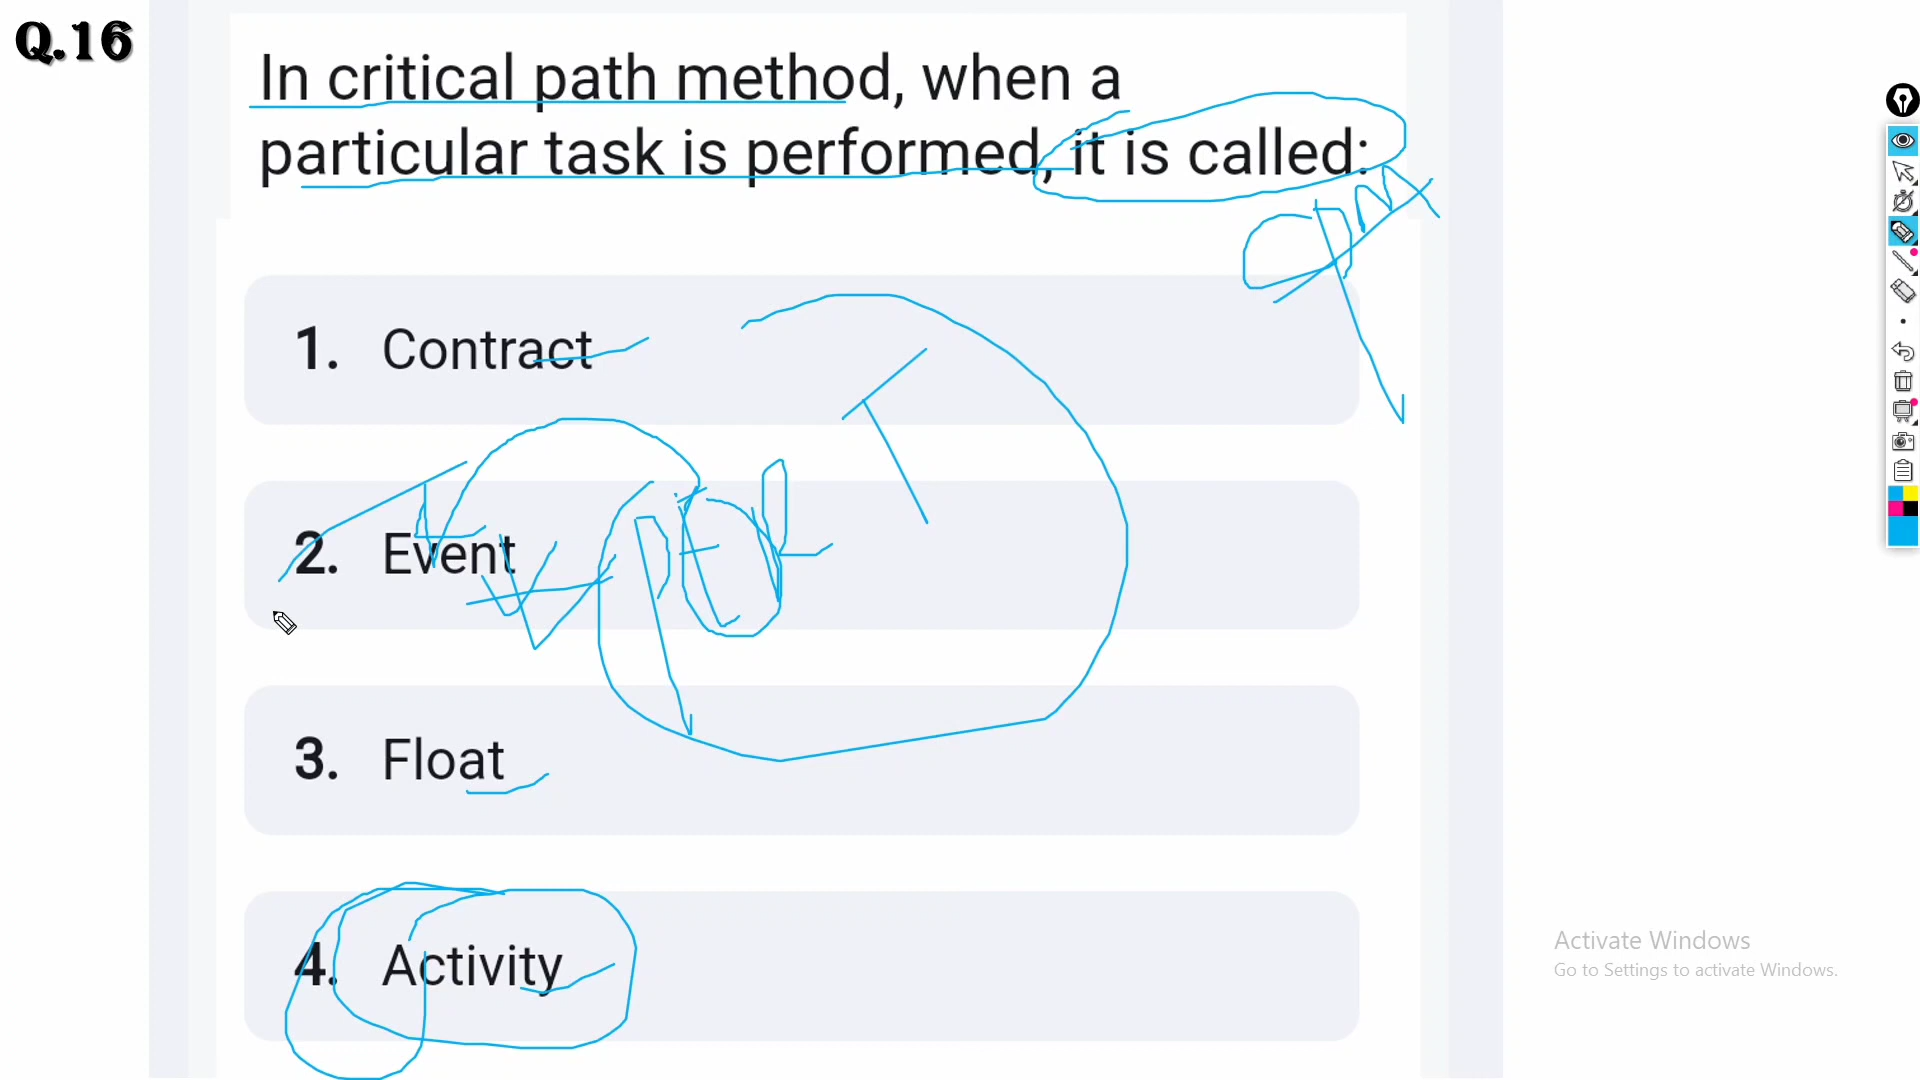 Q.16
In critical path method, when a
particular task is performed, it is called:
CPM
1. Contract
2. Event
3. Float
4. Activity
Activate Windows
Go to Settings to activate Windows.